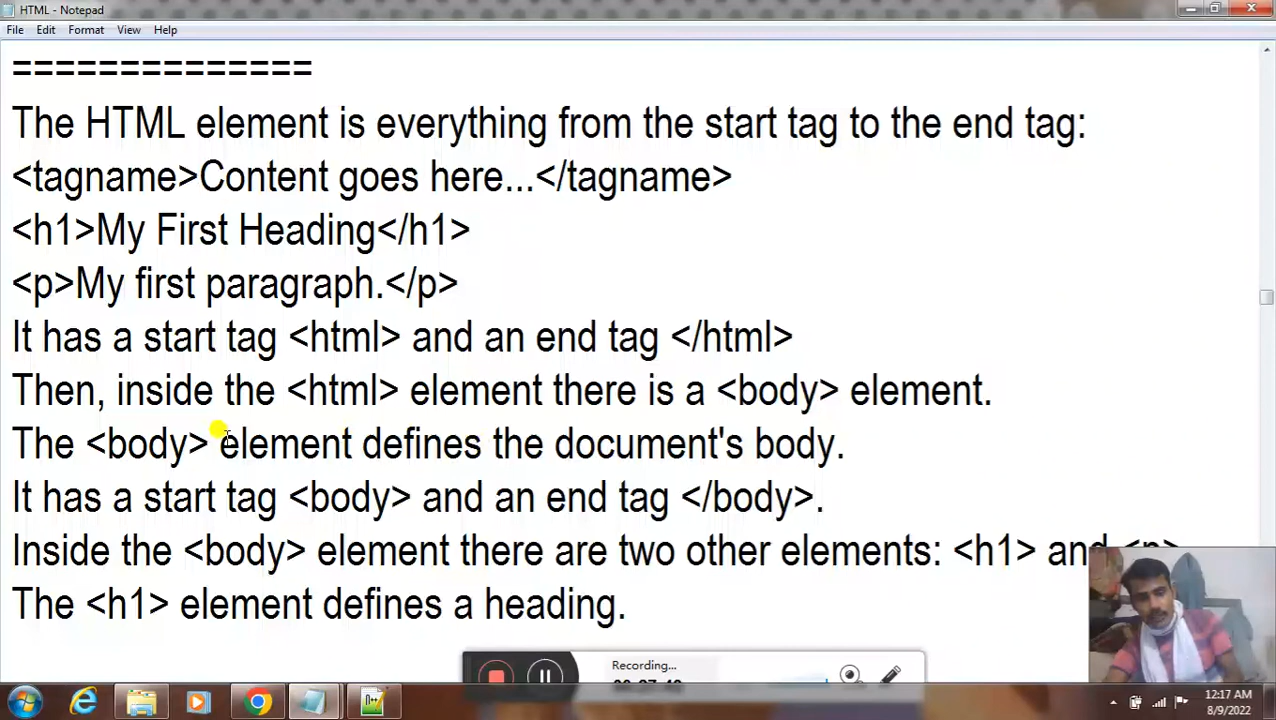 HTML - Notepad
File Edit Format View Help
==============
The HTML element is everything from the start tag to the end tag:
<tagname>Content goes here...</tagname>
<h1>My First Heading</h1>
<p>My first paragraph.</p>
It has a start tag <html> and an end tag </html>
Then, inside the <html> element there is a <body> element.
The <body> element defines the document's body.
It has a start tag <body> and an end tag </body>.
Inside the <body> element there are two other elements: <h1> and <p>
The <h1> element defines a heading.
Recording...
12:17 AM
8/9/2022